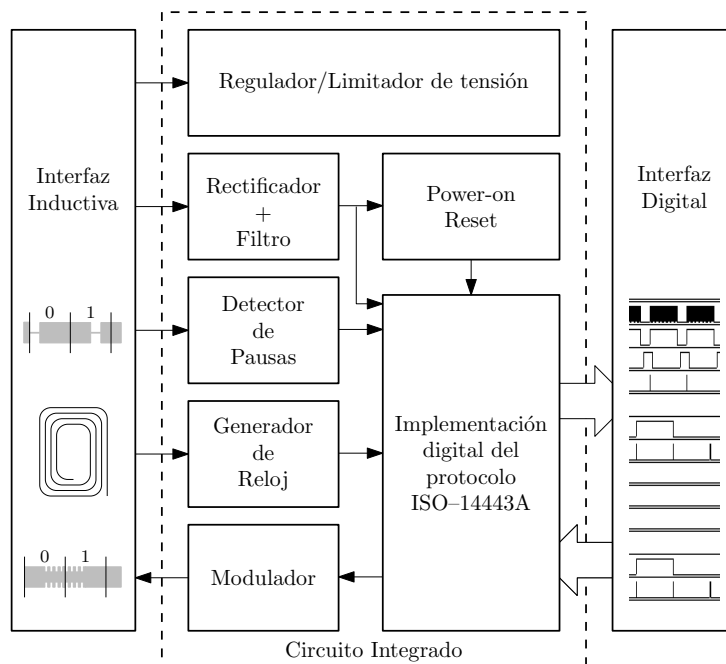 Regulador/Limitador de tensión
Interfaz
Inductiva
Rectificador
+
Filtro
Power-on
Reset
Interfaz
Digital
0 1
Detector
de
Pausas
Generador
de
Reloj
Implementación
digital del
protocolo
ISO–14443A
0 1
Modulador
Circuito Integrado